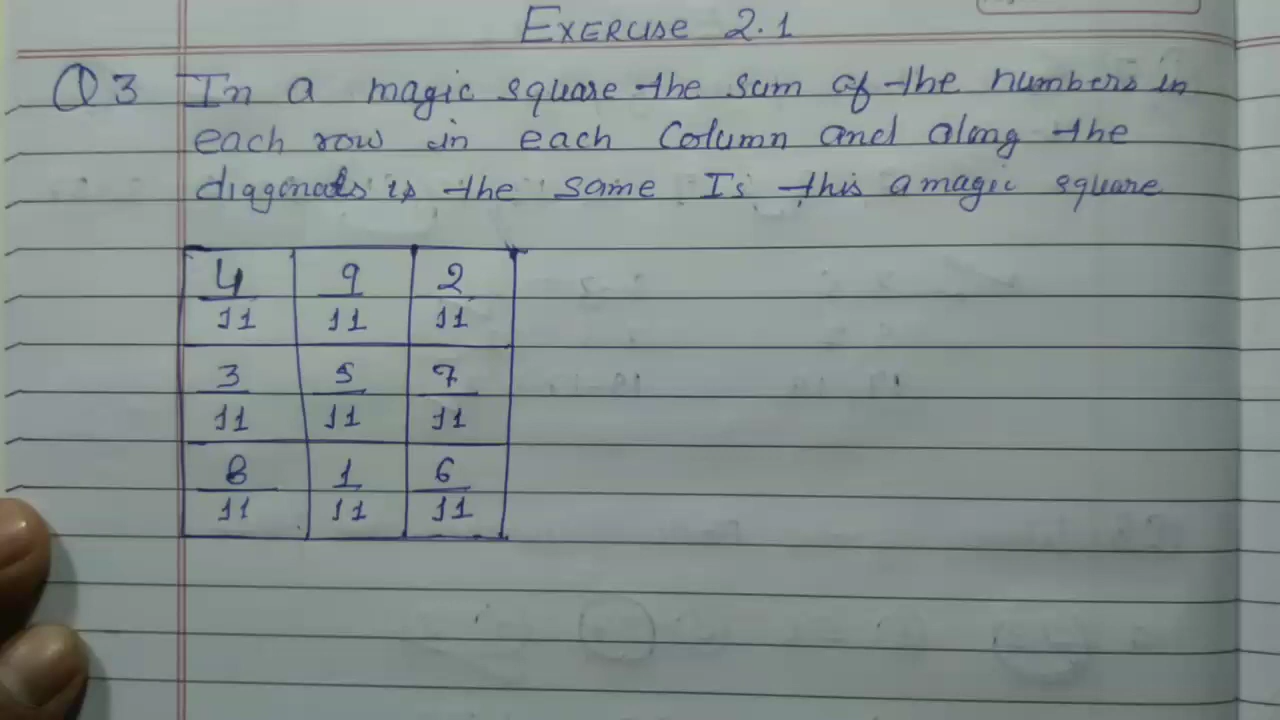 EXERCISE 2.1
Q3 In a magic square the sum of the numbers in
each row in each Column and along the
diagonals is the same Is this a magic square
4/11 9/11 2/11
3/11 5/11 7/11
8/11 1/11 6/11